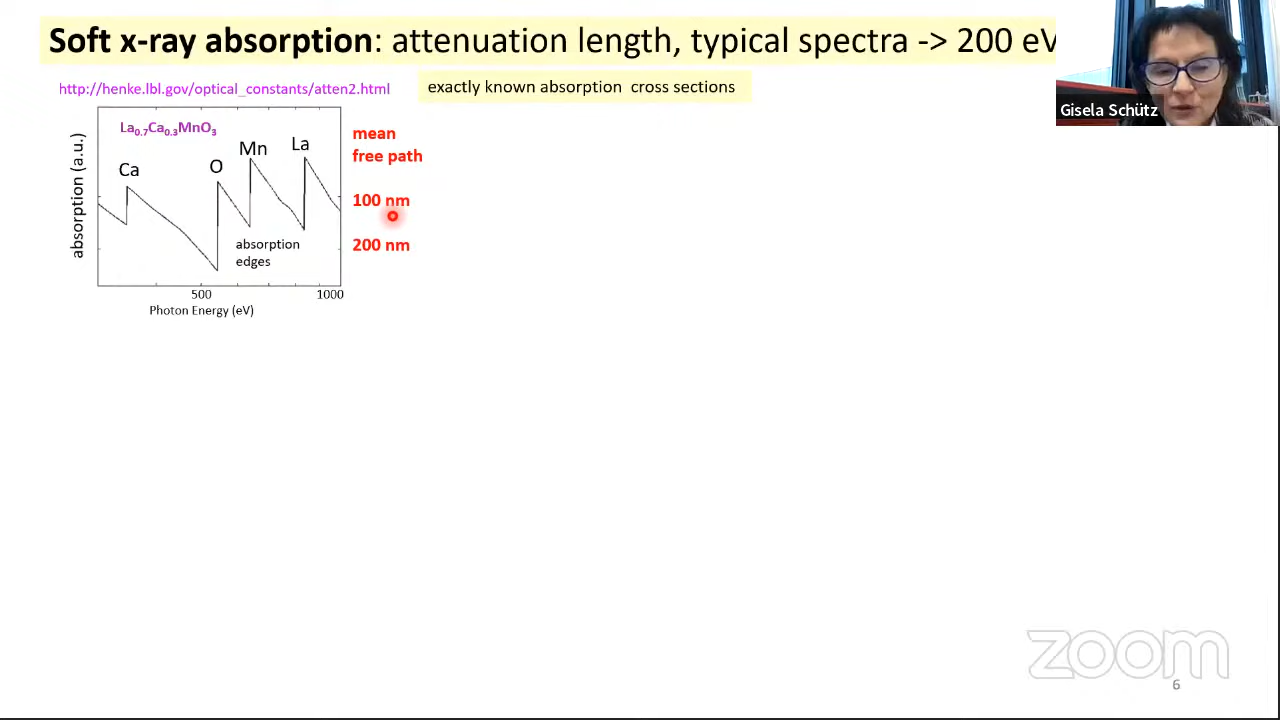 Soft x-ray absorption: attenuation length, typical spectra -> 200 eV
Gisela Schütz
http://henke.lbl.gov/optical_constants/atten2.html
exactly known absorption cross sections
La0.7Ca0.3MnO3
absorption (a.u.)
Ca
O
Mn
La
absorption
edges
mean
free path
100 nm
200 nm
500
1000
Photon Energy (eV)
zoom
6